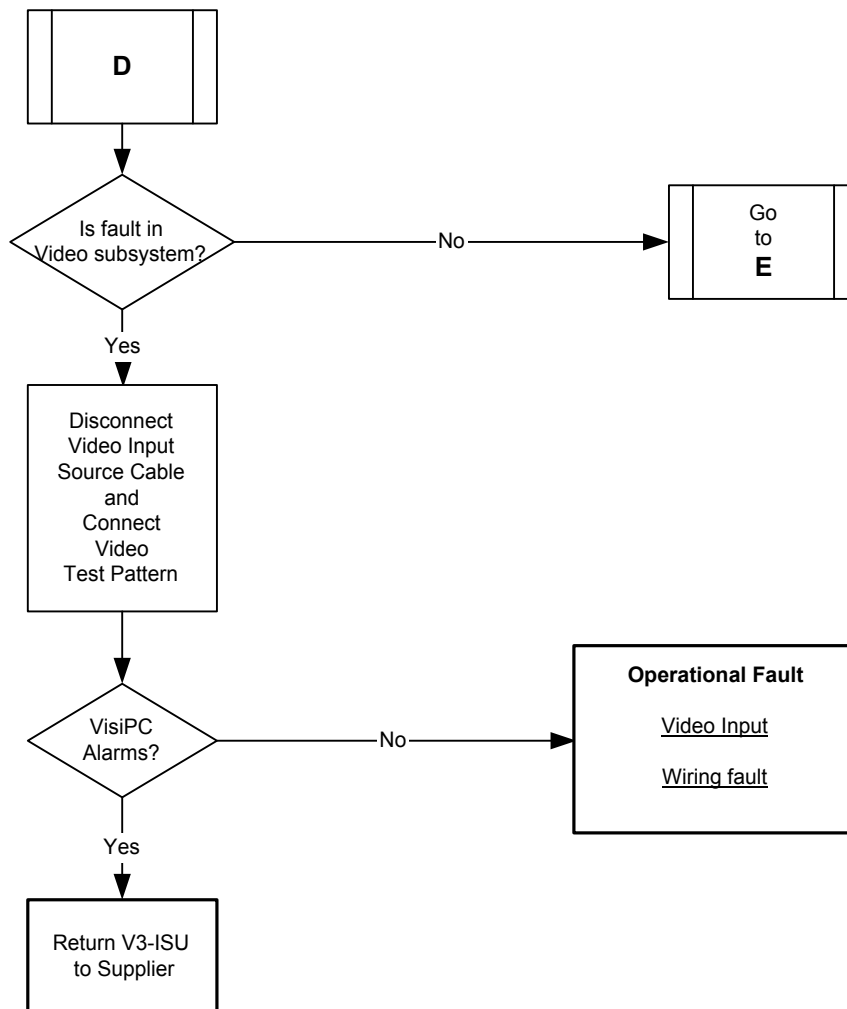 D
Is fault in
Video subsystem?
No
Go
to
E
Yes
Disconnect
Video Input
Source Cable
and
Connect
Video
Test Pattern
VisiPC
Alarms?
No
Operational Fault
Video Input
Wiring fault
Yes
Return V3-ISU
to Supplier